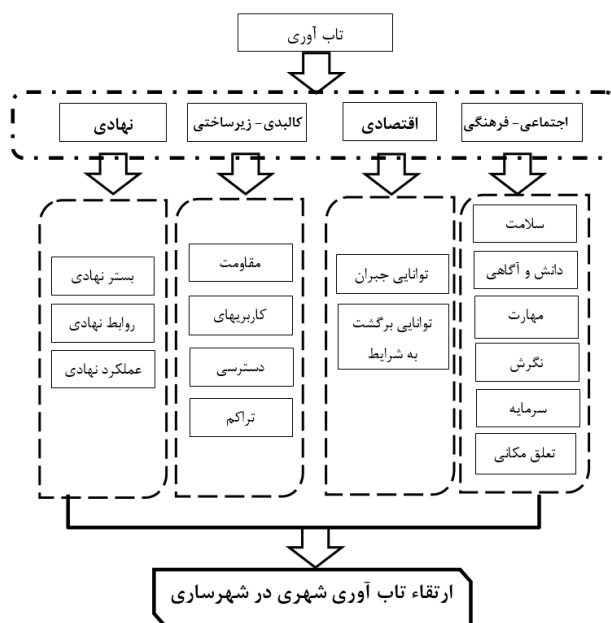 تاب آوری
اجتماعی- فرهنگی
اقتصادی
کالبدی- زیرساختی
نهادی
سلامت
دانش و آگاهی
مهارت
نگرش
سرمایه
تعلق مکانی
توانایی جبران
توانایی برگشت
به شرایط
مقاومت
کاربریهای
دسترسی
تراکم
بستر نهادی
روابط نهادی
عملکرد نهادی
ارتقاء تاب آوری شهری در شهرساری